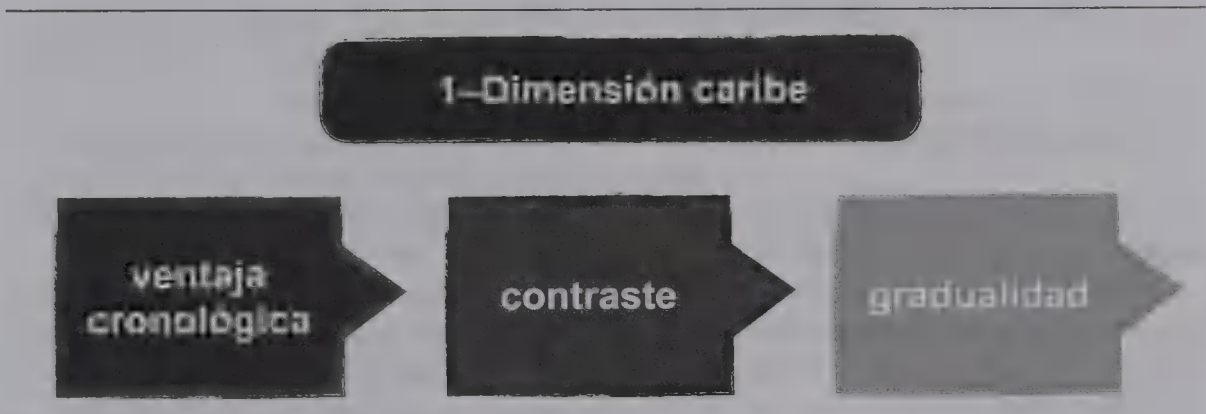 1–Dimensión caribe
ventaja
cronológica
contraste
gradualidad